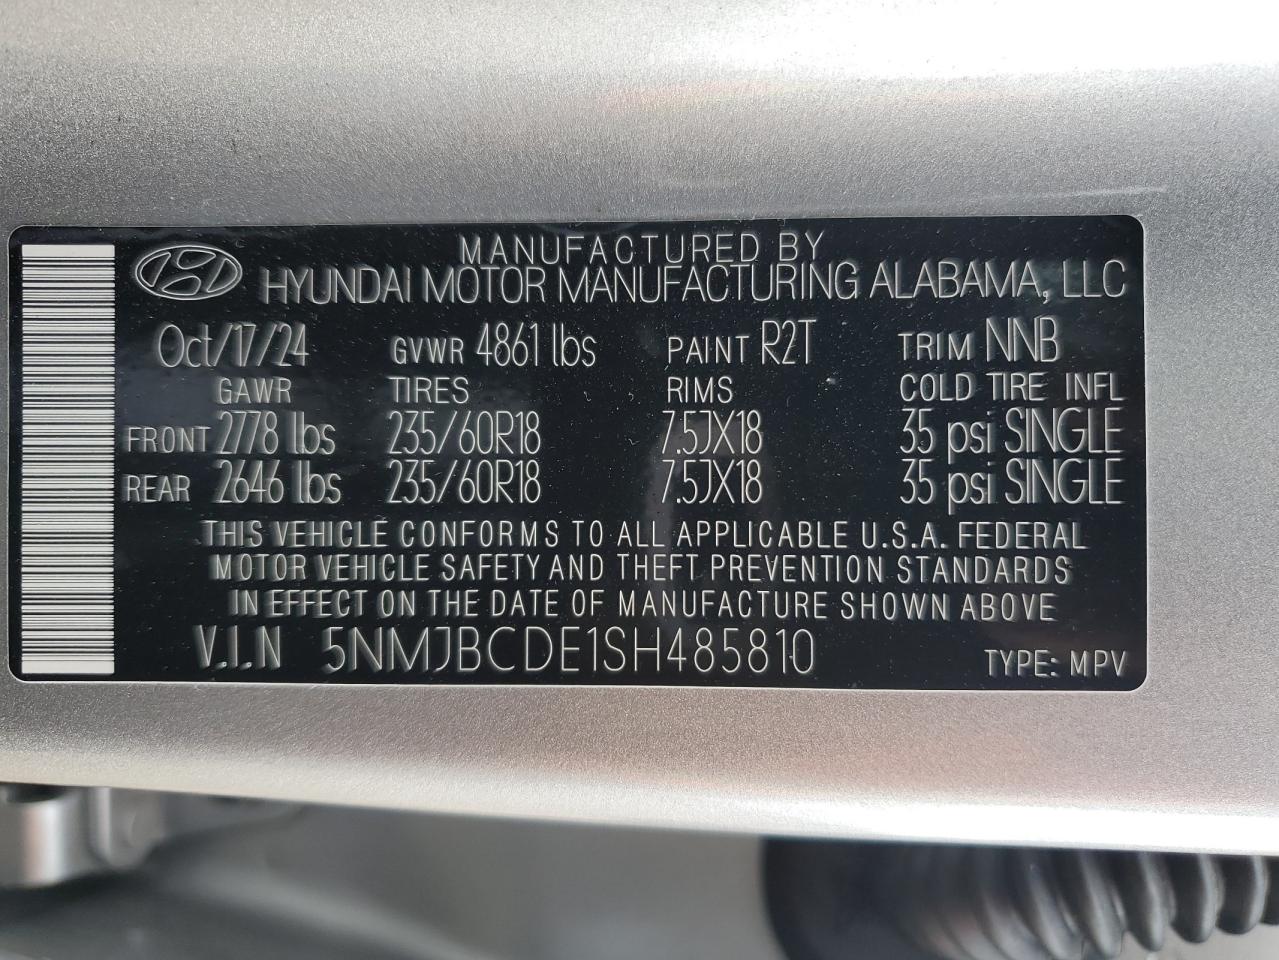 MANUFACTURED BY
HYUNDAI MOTOR MANUFACTURING ALABAMA, LLC
Oct/17/24 GVWR 4861 lbs PAINT R2T TRIM NNB
GAWR TIRES RIMS COLD TIRE INFL
FRONT 2778 lbs 235/60R18 7.5JX18 35 psi SINGLE
REAR 2646 lbs 235/60R18 7.5JX18 35 psi SINGLE
THIS VEHICLE CONFORMS TO ALL APPLICABLE U.S.A. FEDERAL
MOTOR VEHICLE SAFETY AND THEFT PREVENTION STANDARDS
IN EFFECT ON THE DATE OF MANUFACTURE SHOWN ABOVE
V.I.N 5NMJBCDE1SH485810 TYPE: MPV